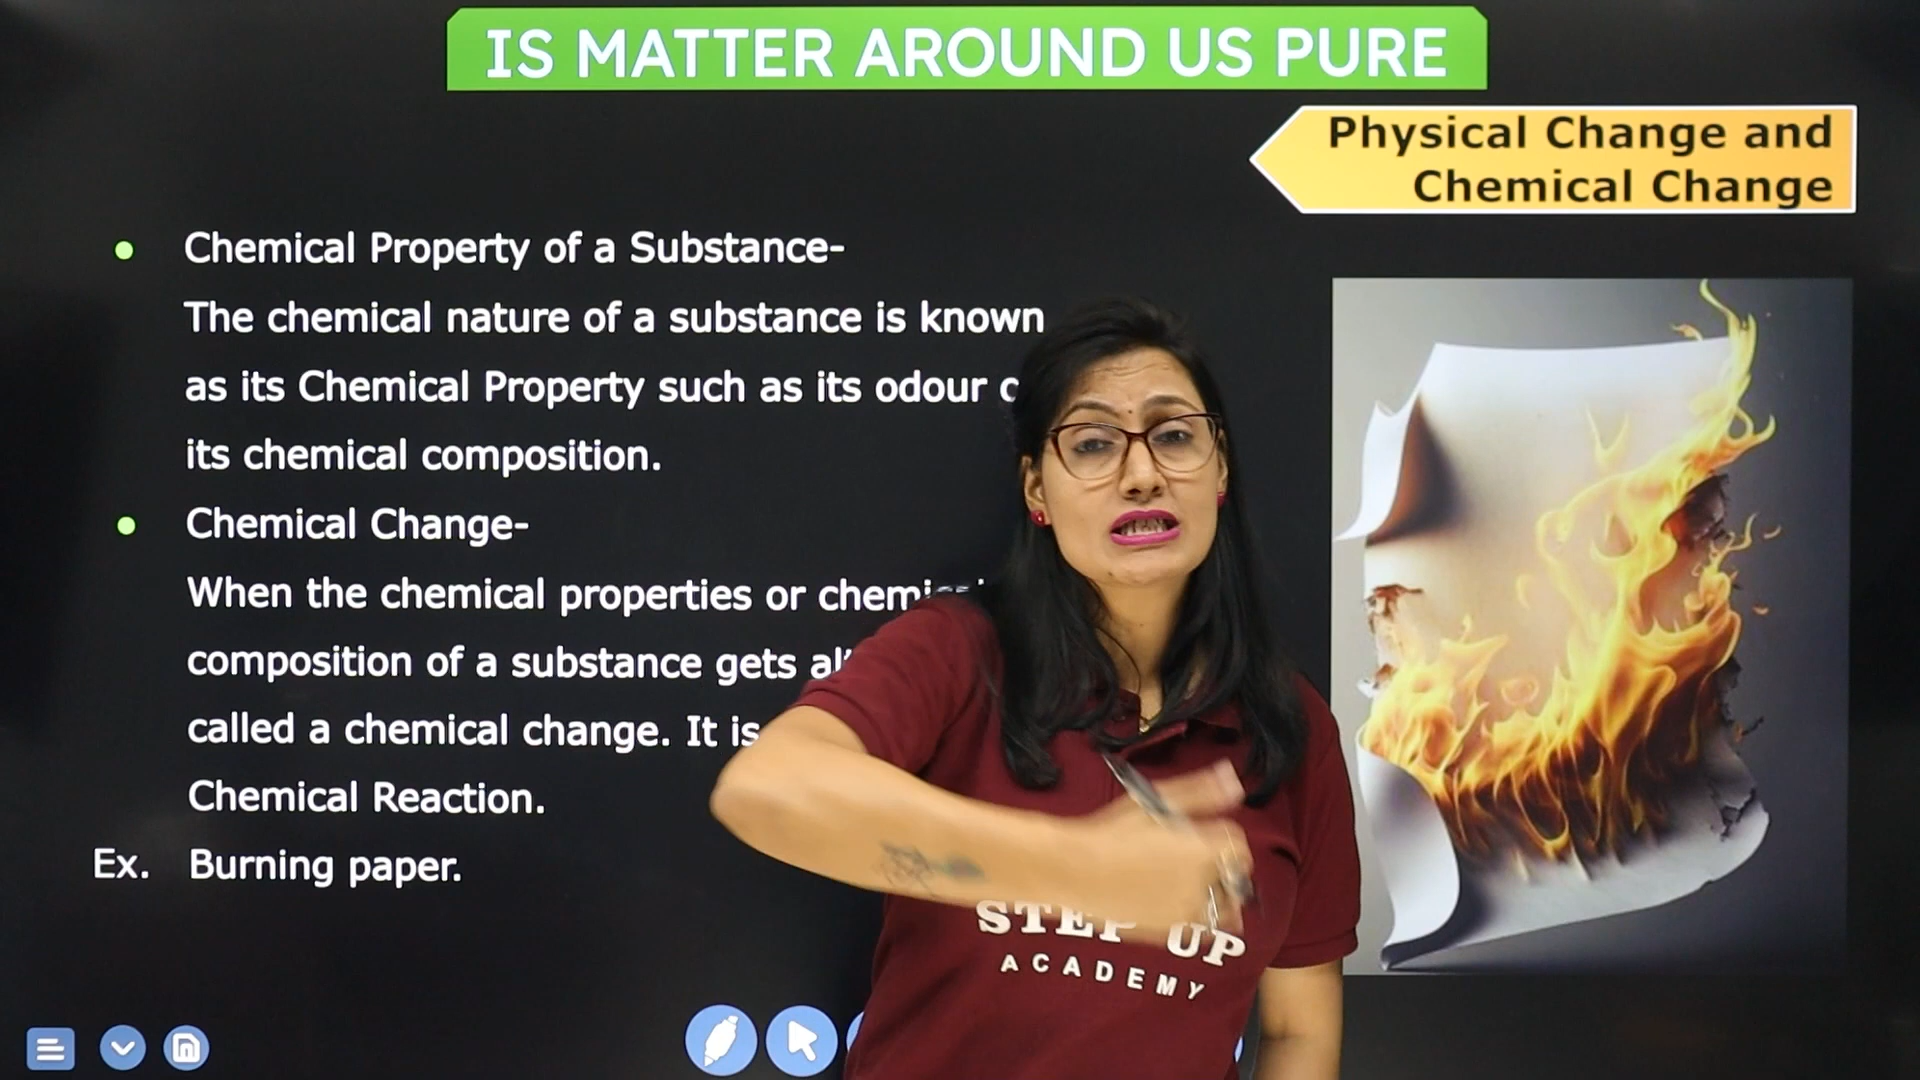 IS MATTER AROUND US PURE
Physical Change and
Chemical Change
Chemical Property of a Substance-
The chemical nature of a substance is known
as its Chemical Property such as its odour
its chemical composition.
Chemical Change-
When the chemical properties or
composition of a substance gets
called a chemical change. It is
Chemical Reaction.
Ex. Burning paper.
STEP UP
ACADEMY